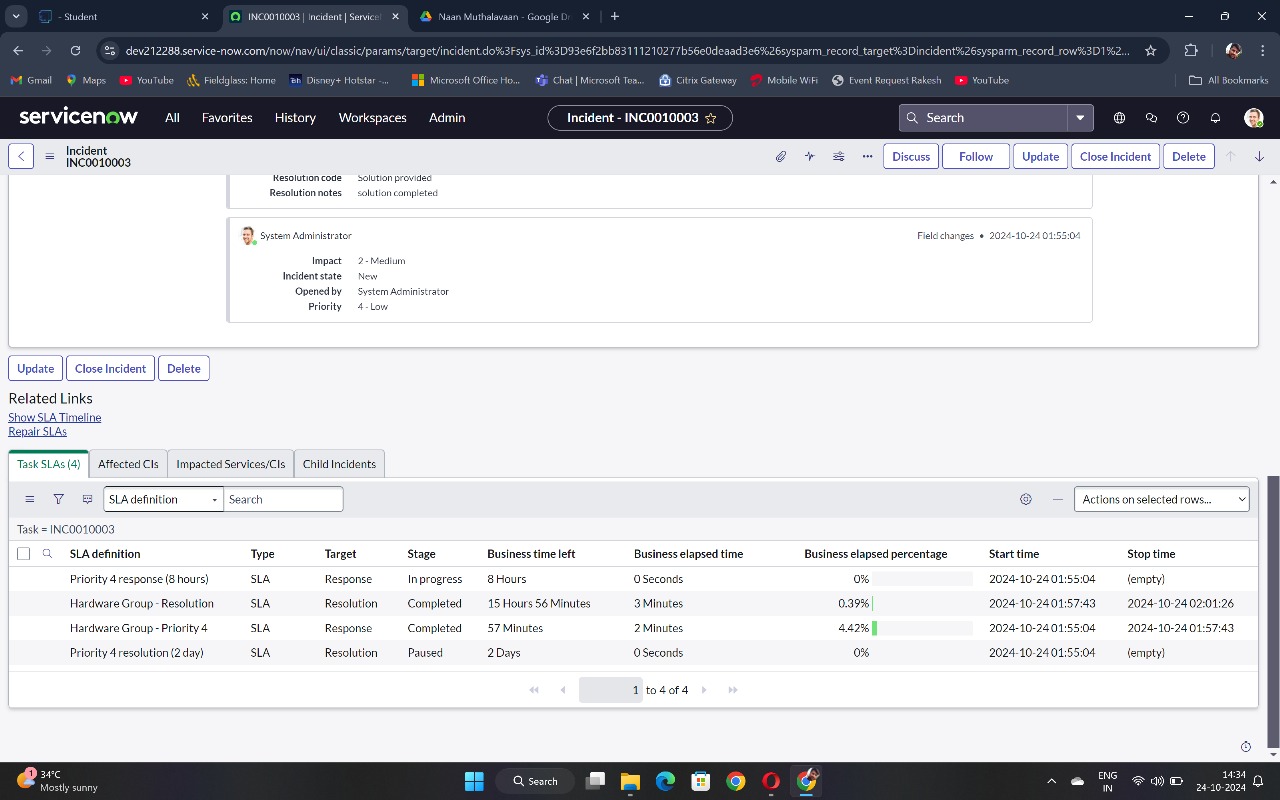 - Student
INC0010003 | Incident | Servicel
Naan Muthalavaan - Google Dr
dev212288.service-now.com/now/nav/ui/classic/params/target/incident.do%3Fsys_id%3D93e6f2bb83111210277b56e0deaad3e6%26sysparm_record_target%3Dincident%26sysparm_record_row%3D1%2...
Gmail Maps YouTube Fieldglass: Home Disney+ Hotstar -... Microsoft Office Ho... Chat | Microsoft Tea... Citrix Gateway Mobile WiFi Event Request Rakesh YouTube All Bookmarks
servicenow All Favorites History Workspaces Admin Incident - INC0010003 Search
Incident
INC0010003
Discuss Follow Update Close Incident Delete
Resolution code Solution provided
Resolution notes solution completed
System Administrator Field changes • 2024-10-24 01:55:04
Impact 2 - Medium
Incident state New
Opened by System Administrator
Priority 4 - Low
Update Close Incident Delete
Related Links
Show SLA Timeline
Repair SLAs
Task SLAs (4) Affected CIs Impacted Services/CIs Child Incidents
SLA definition Search Actions on selected rows...
Task = INC0010003
SLA definition Type Target Stage Business time left Business elapsed time Business elapsed percentage Start time Stop time
Priority 4 response (8 hours) SLA Response In progress 8 Hours 0 Seconds 0% 2024-10-24 01:55:04 (empty)
Hardware Group - Resolution SLA Resolution Completed 15 Hours 56 Minutes 3 Minutes 0.39% 2024-10-24 01:57:43 2024-10-24 02:01:26
Hardware Group - Priority 4 SLA Response Completed 57 Minutes 2 Minutes 4.42% 2024-10-24 01:55:04 2024-10-24 01:57:43
Priority 4 resolution (2 day) SLA Resolution Paused 2 Days 0 Seconds 0% 2024-10-24 01:55:04 (empty)
1 to 4 of 4
1
34°C
Mostly sunny
Search
ENG
IN
14:34
24-10-2024